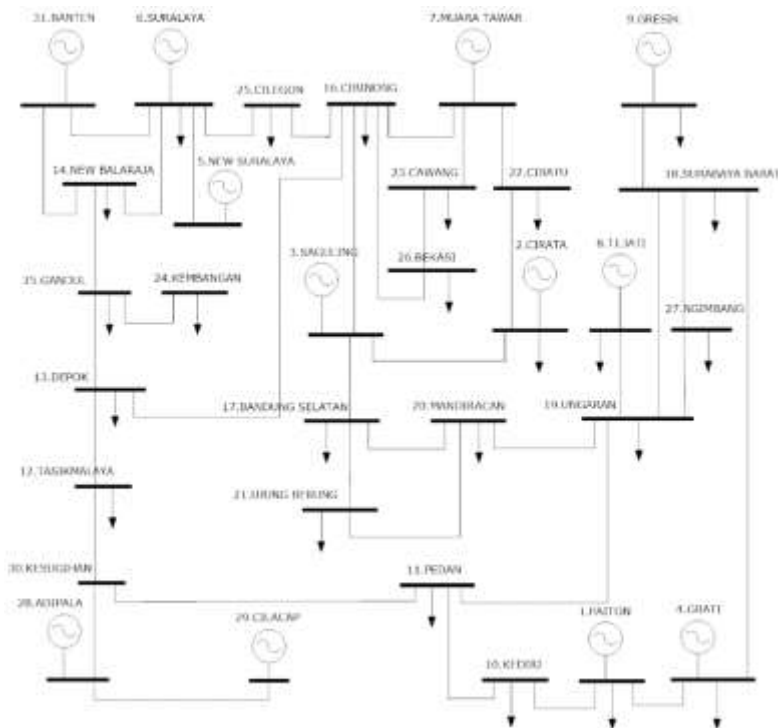 31.BANTEN
6.SURALAYA
7.MUARA TAWAR
9.GRESIK
25.CILEGON
16.CIBINONG
14.NEW BALARAJA
5.NEW SURALAYA
23.CAWANG
22.CIBATU
18.SURABAYA BARAT
3.SAGULING
26.BEKASI
2.CIRATA
8.TJ.JATI
15.GANDUL
24.KEMBANGAN
27.NGIMBANG
13.DEPOK
17.BANDUNG SELATAN
20.MANDIRACAN
19.UNGARAN
12.TASIKMALAYA
21.UJUNG BERUNG
30.KESUGIHAN
11.PEDAN
28.ADIPALA
29.CILACAP
10.KEDIRI
1.PAITON
4.GRATI